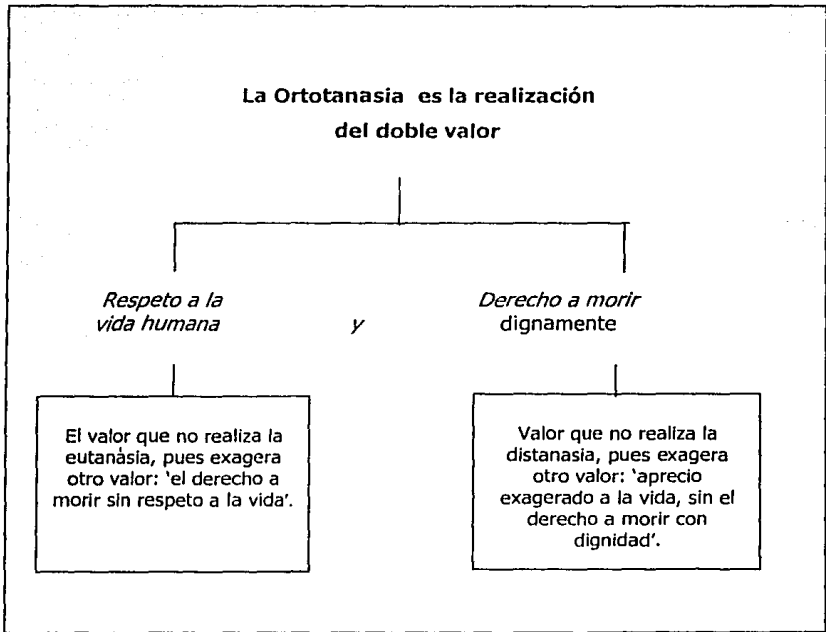 La Ortotanasia es la realización
del doble valor
Respeto a la
vida humana
y
Derecho a morir
dignamente
El valor que no realiza la
eutanásia, pues exagera
otro valor: 'el derecho a
morir sin respeto a la vida'.
Valor que no realiza la
distanasia, pues exagera
otro valor: 'aprecio
exagerado a la vida, sin el
derecho a morir con
dignidad'.